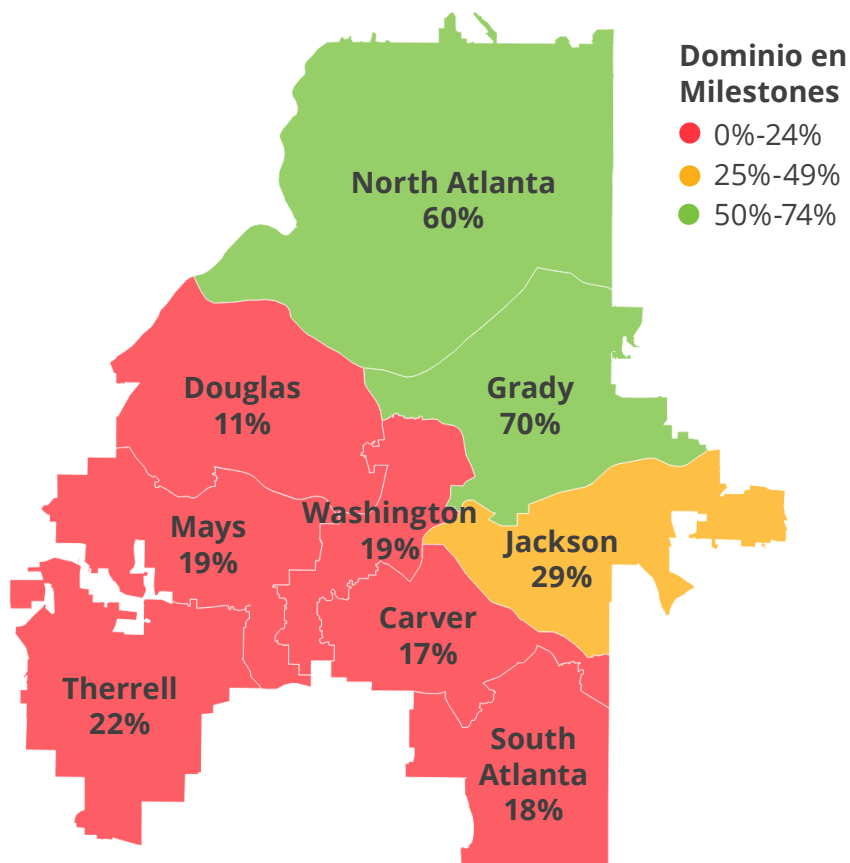 Dominio en
Milestones
0%-24%
25%-49%
50%-74%
North Atlanta
60%
Douglas
11%
Grady
70%
Washington
19%
Mays
19%
Jackson
29%
Carver
17%
Therrell
22%
South
Atlanta
18%